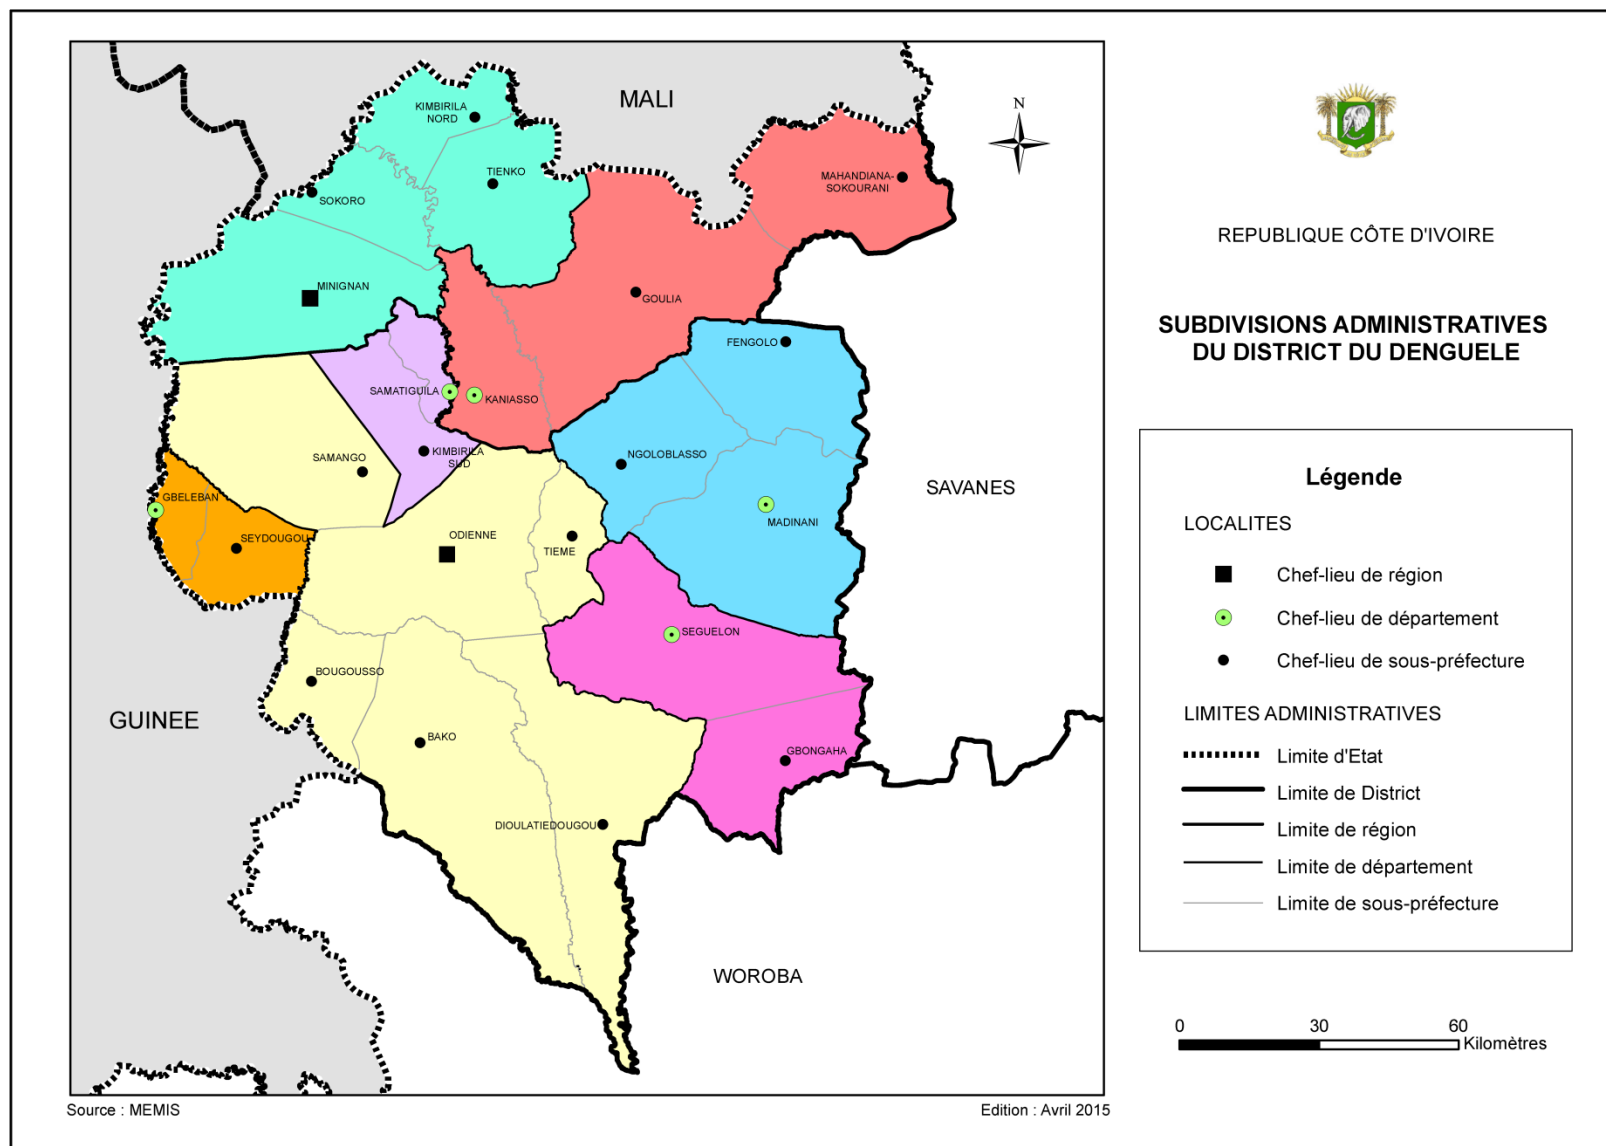 MALI
N
KIMBIRILA
NORD
TIENKO
MAHANDIANA-
SOKOURANI
SOKORO
MINIGNAN
GOULIA
FENGOLO
SAMATIGUILA
KANIASSO
SAMANGO
KIMBIRILA
SUD
NGOLOBLASSO
SAVANES
GBELEBAN
MADINANI
SEYDOUGOU
ODIENNE
TIEME
SEGUELON
BOUGOUSSO
GUINEE
BAKO
GBONGAHA
DIOULATIEDOUGOU
WOROBA
Source : MEMIS
Edition : Avril 2015
REPUBLIQUE CÔTE D'IVOIRE
SUBDIVISIONS ADMINISTRATIVES
DU DISTRICT DU DENGUELE
Légende
LOCALITES
Chef-lieu de région
Chef-lieu de département
Chef-lieu de sous-préfecture
LIMITES ADMINISTRATIVES
Limite d'Etat
Limite de District
Limite de région
Limite de département
Limite de sous-préfecture
0 30 60
Kilomètres